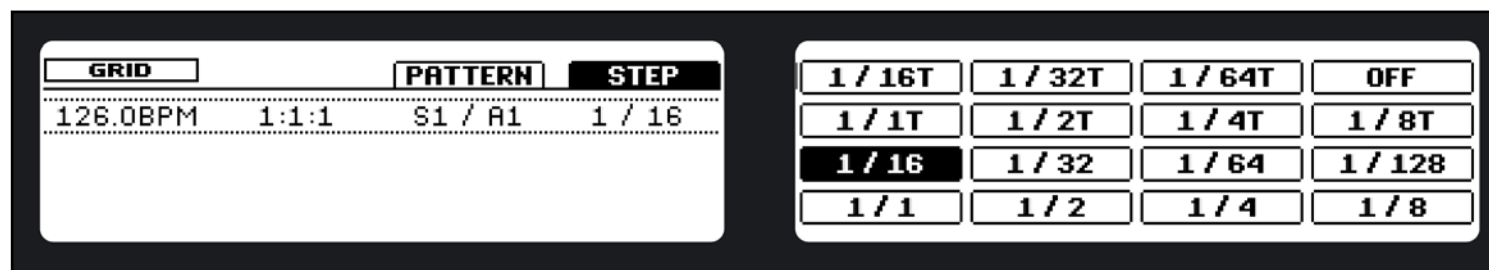 GRID PATTERN STEP
126.0BPM 1:1:1 S1 / A1 1 / 16
1 / 16T 1 / 32T 1 / 64T OFF
1 / 1T 1 / 2T 1 / 4T 1 / 8T
1 / 16 1 / 32 1 / 64 1 / 128
1 / 1 1 / 2 1 / 4 1 / 8